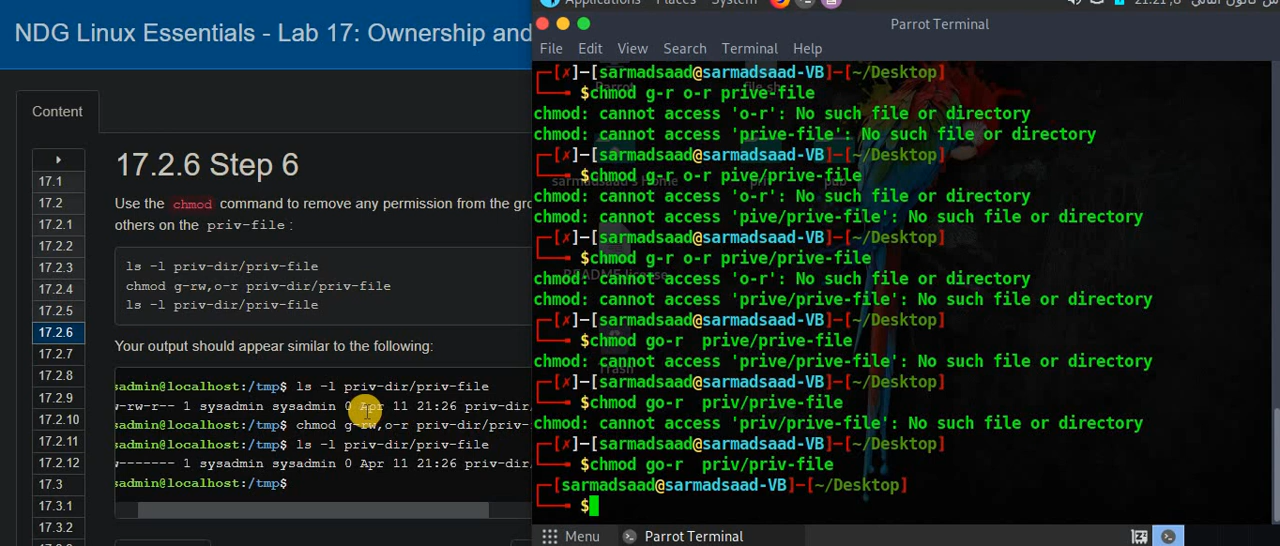 NDG Linux Essentials - Lab 17: Ownership and
Content
17.1
17.2
17.2.1
17.2.2
17.2.3
17.2.4
17.2.5
17.2.6
17.2.7
17.2.8
17.2.9
17.2.10
17.2.11
17.2.12
17.3
17.3.1
17.3.2
17.2.6 Step 6
Use the chmod command to remove any permission from the gro
others on the priv-file :
ls -l priv-dir/priv-file
chmod g-rw,o-r priv-dir/priv-file
ls -l priv-dir/priv-file
Your output should appear similar to the following:
sadmin@localhost:/tmp$ ls -l priv-dir/priv-file
w-rw-r-- 1 sysadmin sysadmin 0 Apr 11 21:26 priv-dir/
sadmin@localhost:/tmp$ chmod g-rw,o-r priv-dir/priv-
sadmin@localhost:/tmp$ ls -l priv-dir/priv-file
w------- 1 sysadmin sysadmin 0 Apr 11 21:26 priv-dir/
sadmin@localhost:/tmp$
Applications Places System
21:21
Parrot Terminal
File Edit View Search Terminal Help
┌─[✗]─[sarmadsaad@sarmadsaad-VB]─[~/Desktop]
└──╼ $chmod g-r o-r prive-file
chmod: cannot access 'o-r': No such file or directory
chmod: cannot access 'prive-file': No such file or directory
┌─[✗]─[sarmadsaad@sarmadsaad-VB]─[~/Desktop]
└──╼ $chmod g-r o-r pive/prive-file
chmod: cannot access 'o-r': No such file or directory
chmod: cannot access 'pive/prive-file': No such file or directory
┌─[✗]─[sarmadsaad@sarmadsaad-VB]─[~/Desktop]
└──╼ $chmod g-r o-r prive/prive-file
chmod: cannot access 'o-r': No such file or directory
chmod: cannot access 'prive/prive-file': No such file or directory
┌─[✗]─[sarmadsaad@sarmadsaad-VB]─[~/Desktop]
└──╼ $chmod go-r  prive/prive-file
chmod: cannot access 'prive/prive-file': No such file or directory
┌─[✗]─[sarmadsaad@sarmadsaad-VB]─[~/Desktop]
└──╼ $chmod go-r  priv/prive-file
chmod: cannot access 'priv/prive-file': No such file or directory
┌─[✗]─[sarmadsaad@sarmadsaad-VB]─[~/Desktop]
└──╼ $chmod go-r  priv/priv-file
┌─[sarmadsaad@sarmadsaad-VB]─[~/Desktop]
└──╼ $
Menu
Parrot Terminal